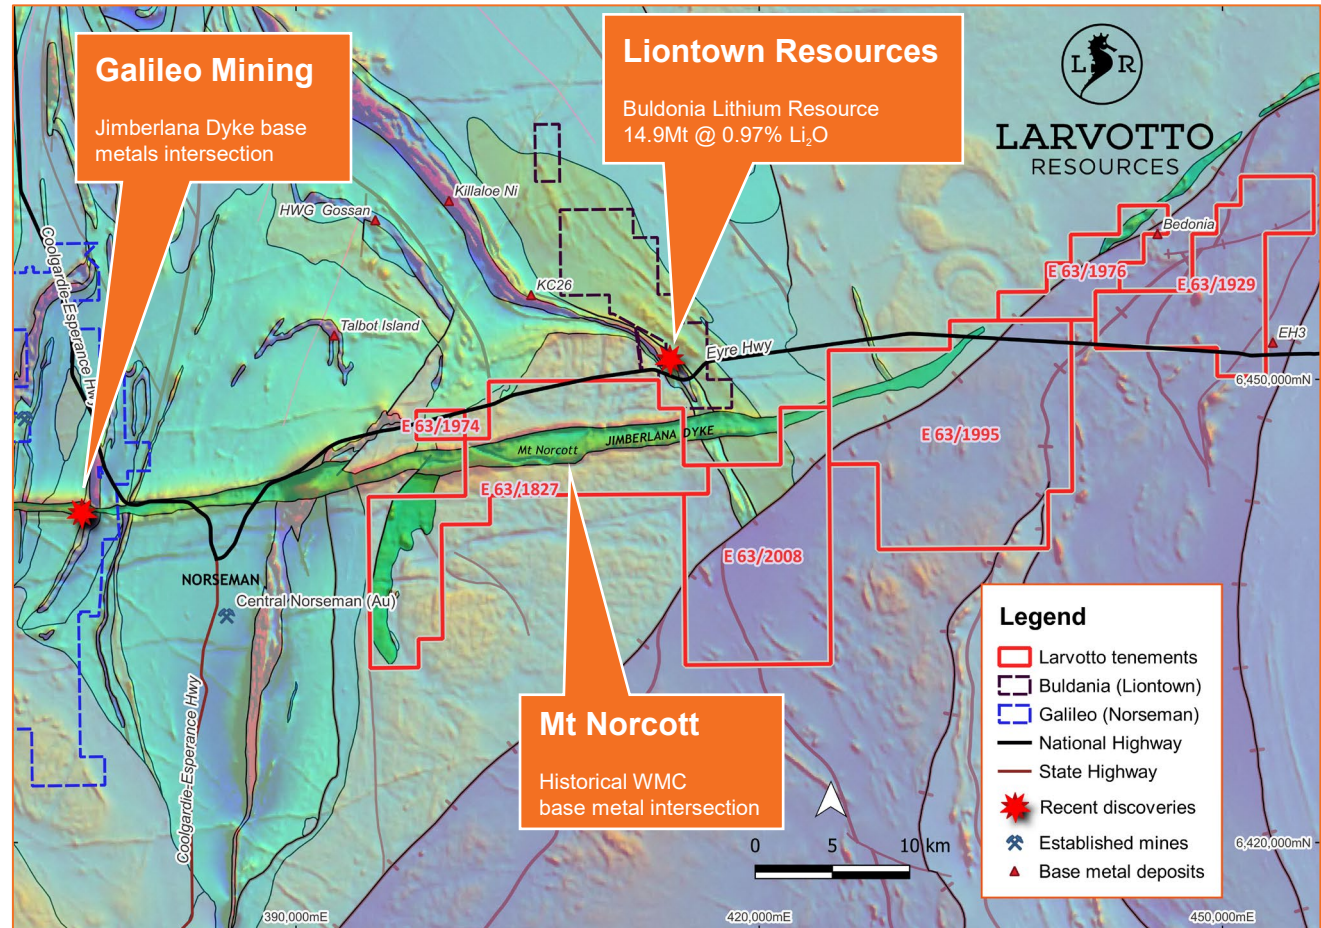 Galileo Mining
Jimberlana Dyke base
metals intersection
Liontown Resources
Buldonia Lithium Resource
14.9Mt @ 0.97% Li₂O
L R
LARVOTTO
RESOURCES
Killaloe Ni
HWG Gossan
Bedonia
Coolgardie-Esperance Hwy
E 63/1976
E 63/1929
KC26
Talbot Island
Eyre Hwy
EH3
6,450,000mN
E 63/1974
JIMBERLANA DYKE
Mt Norcott
E 63/1995
E 63/1827
E 63/2008
NORSEMAN
Central Norseman (Au)
Coolgardie-Esperance Hwy
Mt Norcott
Historical WMC
base metal intersection
Legend
Larvotto tenements
Buldania (Liontown)
Galileo (Norseman)
National Highway
State Highway
Recent discoveries
Established mines
Base metal deposits
0 5 10 km
6,420,000mN
390,000mE
420,000mE
450,000mE